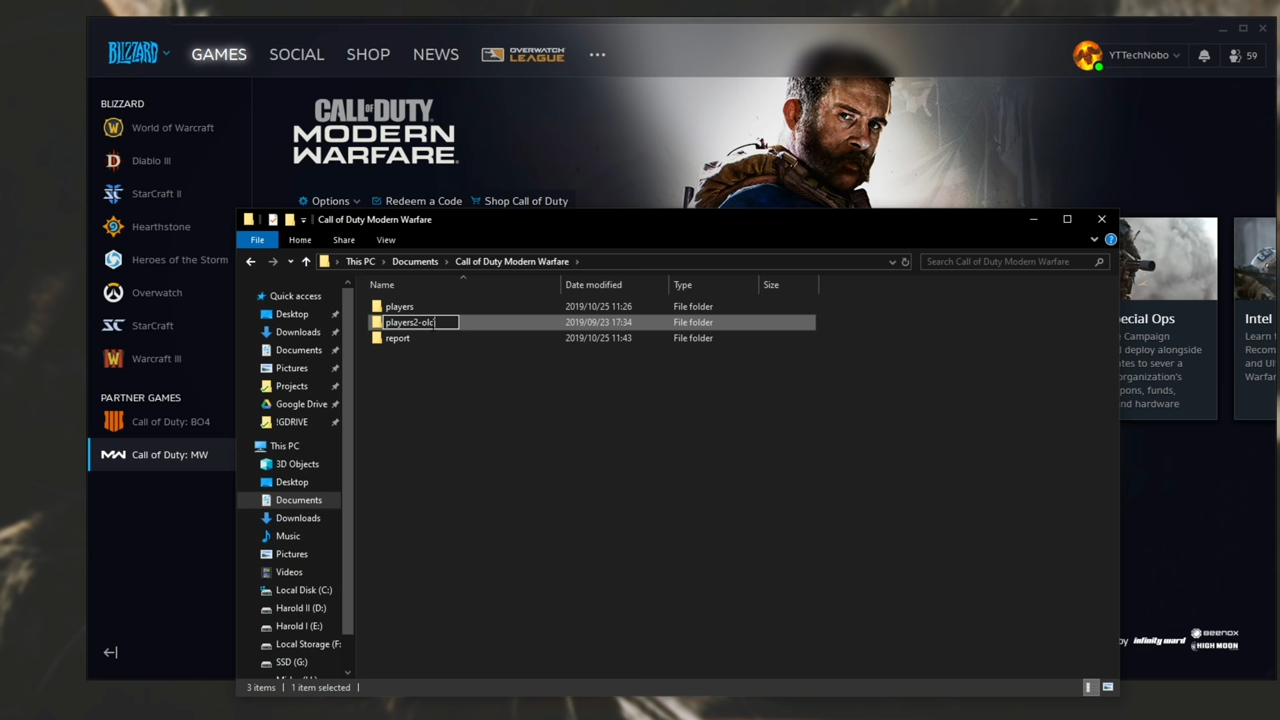 BLIZZARD
GAMES
SOCIAL
SHOP
NEWS
OVERWATCH
LEAGUE
YTTechNobo
59
BLIZZARD
World of Warcraft
Diablo III
StarCraft II
Hearthstone
Heroes of the Storm
Overwatch
StarCraft
Warcraft III
PARTNER GAMES
Call of Duty: BO4
Call of Duty: MW
CALL OF DUTY
MODERN
WARFARE
Options
Redeem a Code
Shop Call of Duty
Call of Duty Modern Warfare
File
Home
Share
View
This PC
Documents
Call of Duty Modern Warfare
Search Call of Duty Modern Warfare
Name
Date modified
Type
Size
players
2019/10/25 11:26
File folder
players2-old
2019/09/23 17:34
File folder
report
2019/10/25 11:43
File folder
Quick access
Desktop
Downloads
Documents
Pictures
Projects
Google Drive
!GDRIVE
This PC
3D Objects
Desktop
Documents
Downloads
Music
Pictures
Videos
Local Disk (C:)
Harold II (D:)
Harold I (E:)
Local Storage (F:
SSD (G:)
3 items
1 item selected
ecial Ops
Campaign
deploy alongside
ates to sever a
organization's
pons, funds,
nd hardware
Intel
Learn
Recom
and Ul
Warfar
by
infinity ward
BEENOX
HIGH MOON